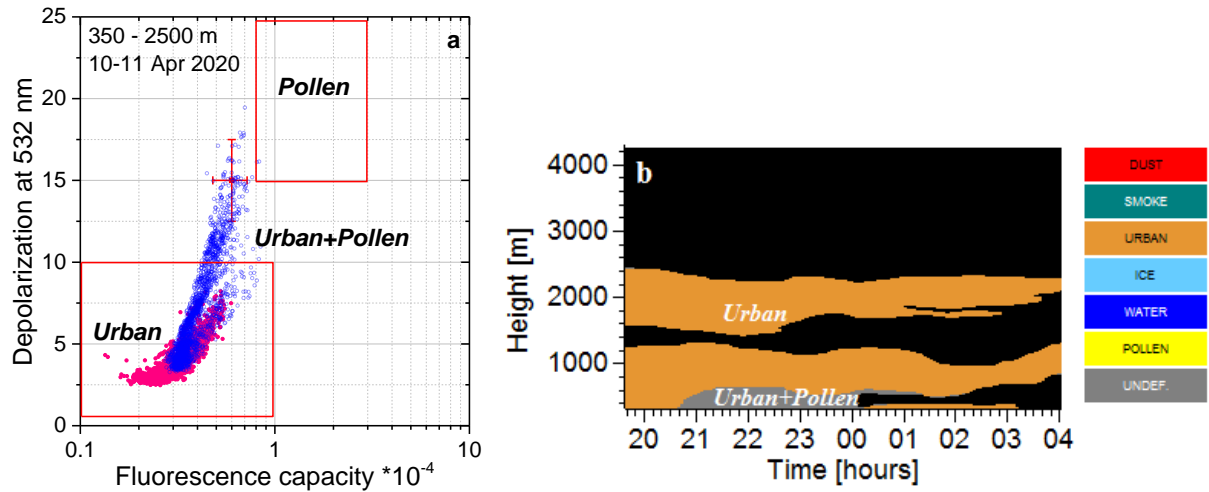 350 - 2500 m
10-11 Apr 2020
a
Pollen
Urban+Pollen
Urban
Depolarization at 532 nm
25
20
15
10
5
0
0.1 1 10
Fluorescence capacity *10-4
b
Height [m]
4000
3000
2000
1000
Urban
Urban+Pollen
20 21 22 23 00 01 02 03 04
Time [hours]
DUST
SMOKE
URBAN
ICE
WATER
POLLEN
UNDEF.